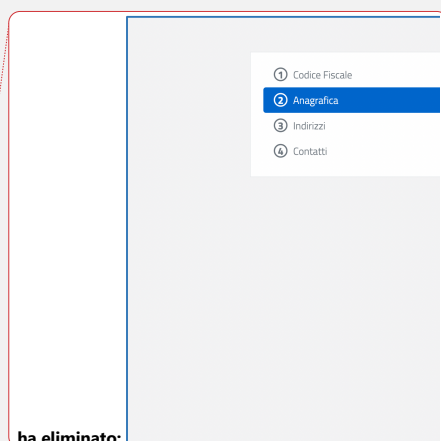 1 Codice Fiscale
2 Anagrafica
3 Indirizzi
4 Contatti
ha eliminato: